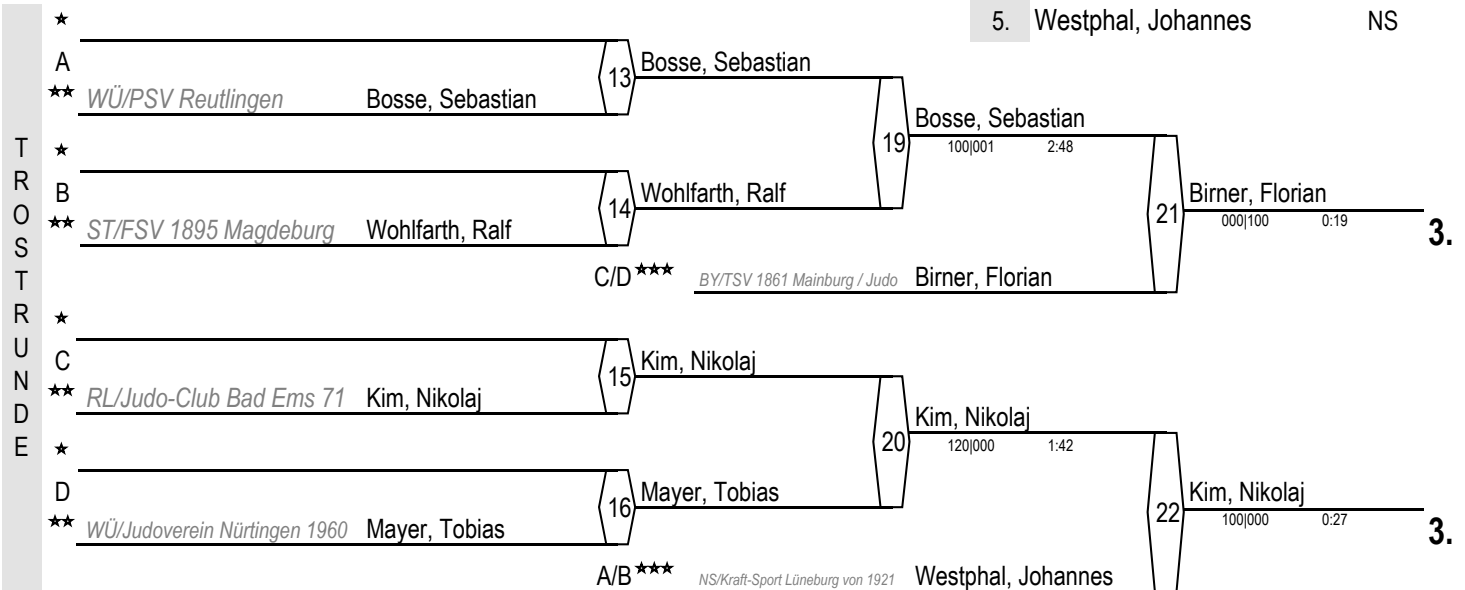 5. Westphal, Johannes NS
TROSTRUNDE
★
A
13 Bosse, Sebastian
★★ WÜ/PSV Reutlingen Bosse, Sebastian
19 Bosse, Sebastian
100|001 2:48
★
B
14 Wohlfarth, Ralf
★★ ST/FSV 1895 Magdeburg Wohlfarth, Ralf
21 Birner, Florian
000|100 0:19
3.
C/D ★★★ BY/TSV 1861 Mainburg / Judo Birner, Florian
★
C
15 Kim, Nikolaj
★★ RL/Judo-Club Bad Ems 71 Kim, Nikolaj
20 Kim, Nikolaj
120|000 1:42
★
D
16 Mayer, Tobias
★★ WÜ/Judoverein Nürtingen 1960 Mayer, Tobias
22 Kim, Nikolaj
100|000 0:27
3.
A/B ★★★ NS/Kraft-Sport Lüneburg von 1921 Westphal, Johannes